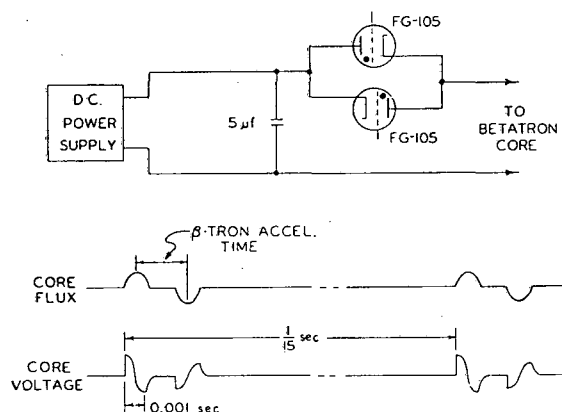 FG-105
D.C.
POWER
SUPPLY
5 μf
FG-105
TO
BETATRON
CORE
β-TRON ACCEL.
TIME
CORE
FLUX
1/15 sec
CORE
VOLTAGE
0.001 sec